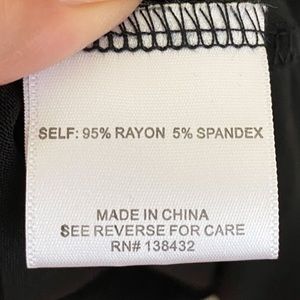 SELF: 95% RAYON 5% SPANDEX
MADE IN CHINA
SEE REVERSE FOR CARE
RN# 138432